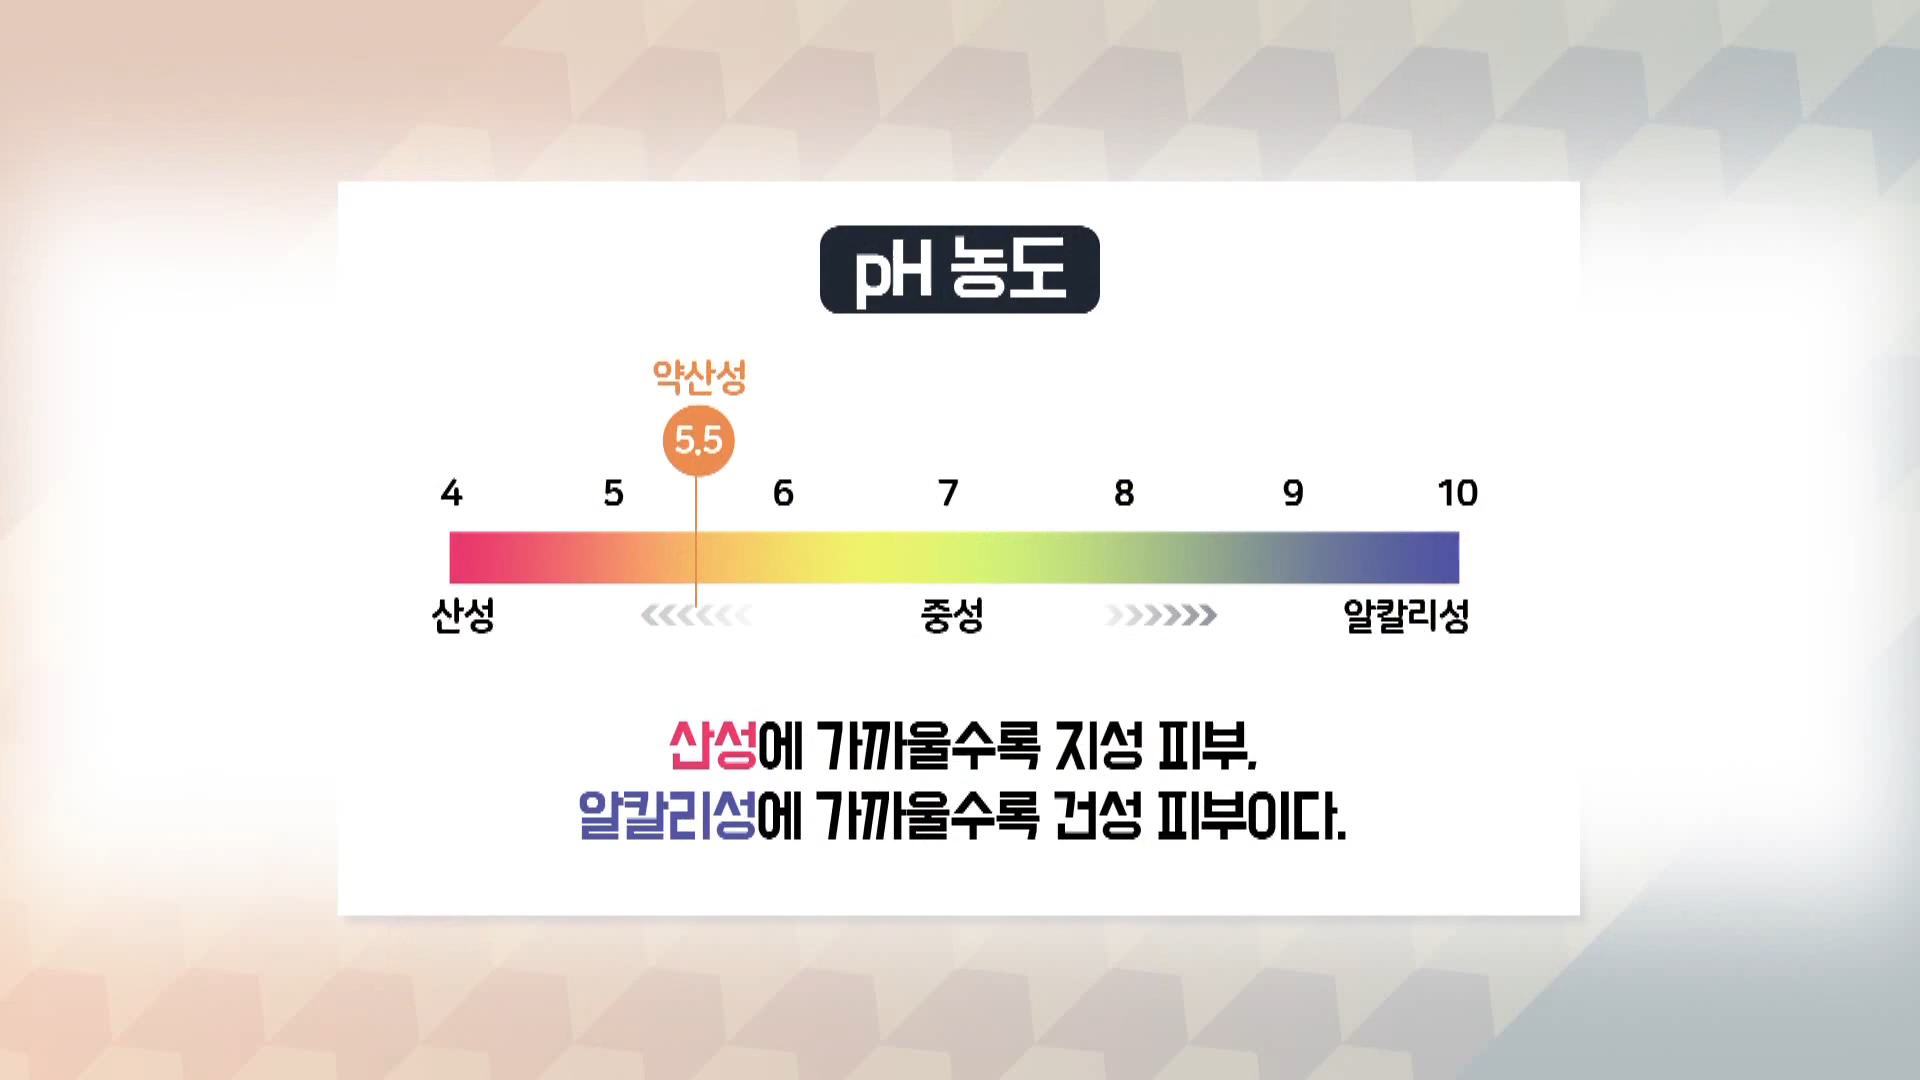 pH 농도
약산성
5.5
4 5 6 7 8 9 10
산성 중성 알칼리성
산성에 가까울수록 지성 피부,
알칼리성에 가까울수록 건성 피부이다.